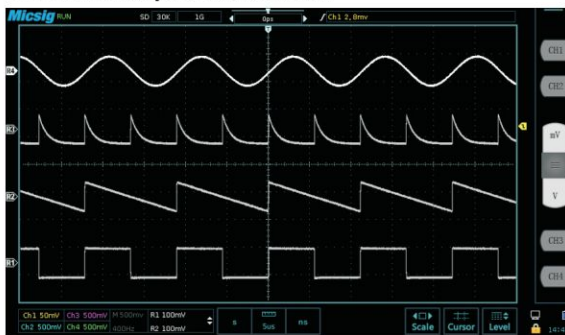 Micsig RUN SD 30K 1G 0ps Ch1 2,8mv
CH1
R4
CH2
R3
1
mV
R2
V
CH3
R1
CH4
Ch1 50mV Ch3 500mV M 500mv R1 100mV
s 5us ns
Ch2 500mV Ch4 500mV 400Hz R2 100mV
Scale Cursor Level